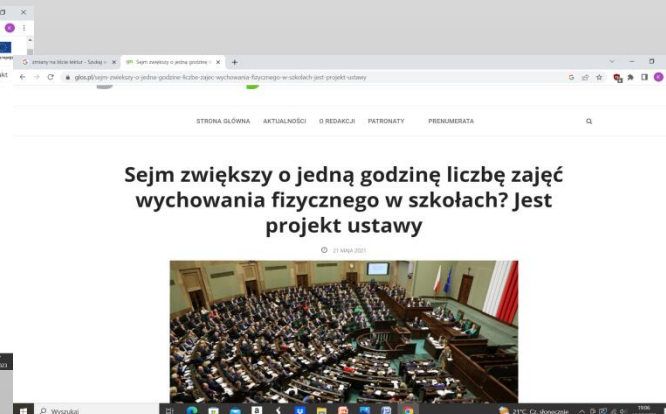 zmiany na liście lektur - Szukaj
Sejm zwiększy o jedną godzinę
glos.pl/sejm-zwiekszy-o-jedna-godzine-liczbe-zajec-wychowania-fizycznego-w-szkolach-jest-projekt-ustawy
STRONA GŁÓWNA AKTUALNOŚCI O REDAKCJI PATRONATY PRENUMERATA
Sejm zwiększy o jedną godzinę liczbę zajęć
wychowania fizycznego w szkołach? Jest
projekt ustawy
21 MAJA 2021
Wyszukaj
21°C Cz. słonecznie
19:06